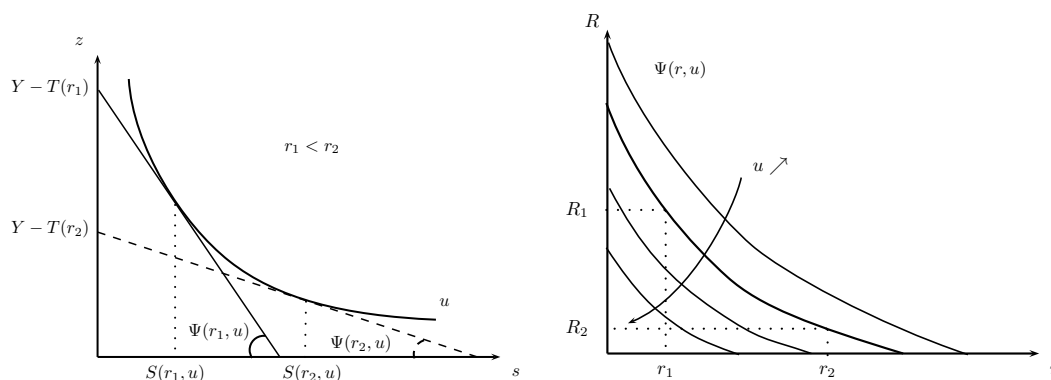 z
Y − T(r₁)
r₁ < r₂
Y − T(r₂)
u
Ψ(r₁, u)
Ψ(r₂, u)
S(r₁, u)
S(r₂, u)
s
R
Ψ(r, u)
u ↗
R₁
R₂
r₁
r₂